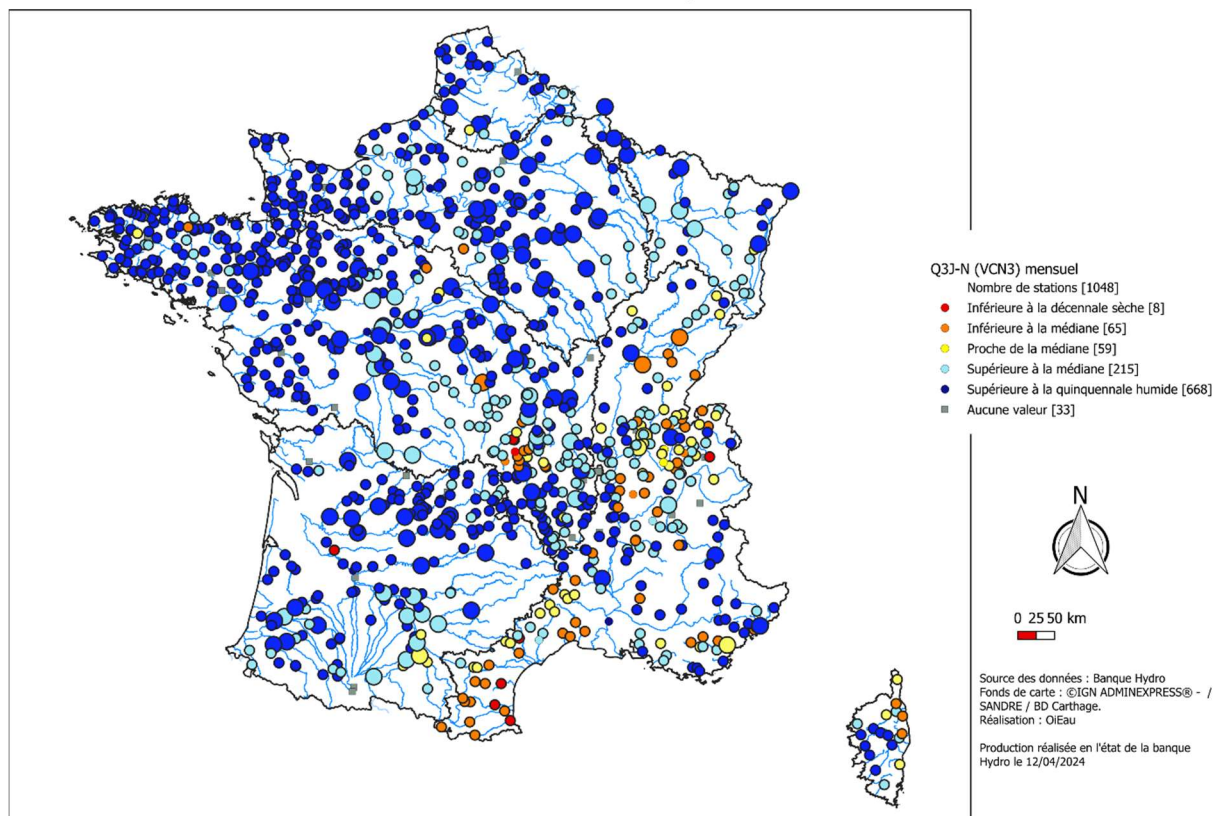 Q3J-N (VCN3) mensuel
Nombre de stations [1048]
Inférieure à la décennale sèche [8]
Inférieure à la médiane [65]
Proche de la médiane [59]
Supérieure à la médiane [215]
Supérieure à la quinquennale humide [668]
Aucune valeur [33]
N
0 25 50 km
Source des données : Banque Hydro
Fonds de carte : ©IGN ADMINEXPRESS® - /
SANDRE / BD Carthage.
Réalisation : OiEau
Production réalisée en l'état de la banque
Hydro le 12/04/2024